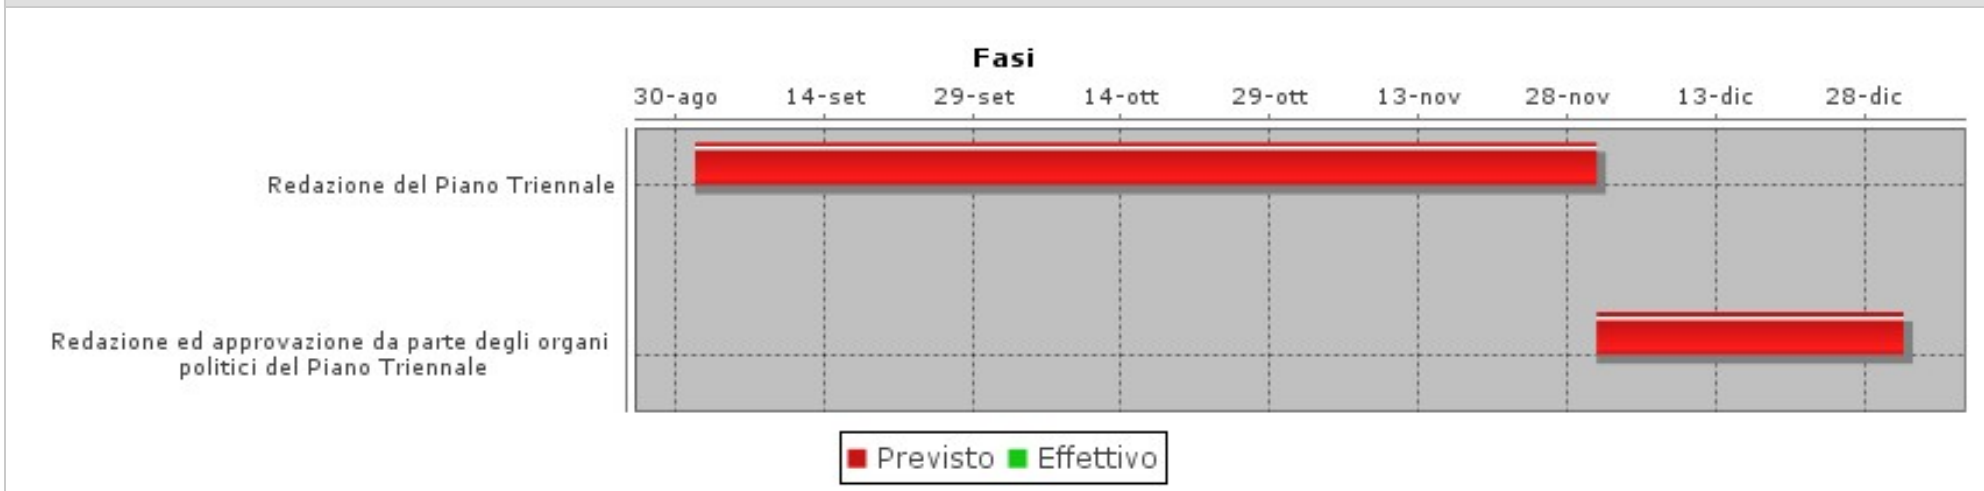 Fasi
30-ago 14-set 29-set 14-ott 29-ott 13-nov 28-nov 13-dic 28-dic
Redazione del Piano Triennale
Redazione ed approvazione da parte degli organi
politici del Piano Triennale
Previsto Effettivo